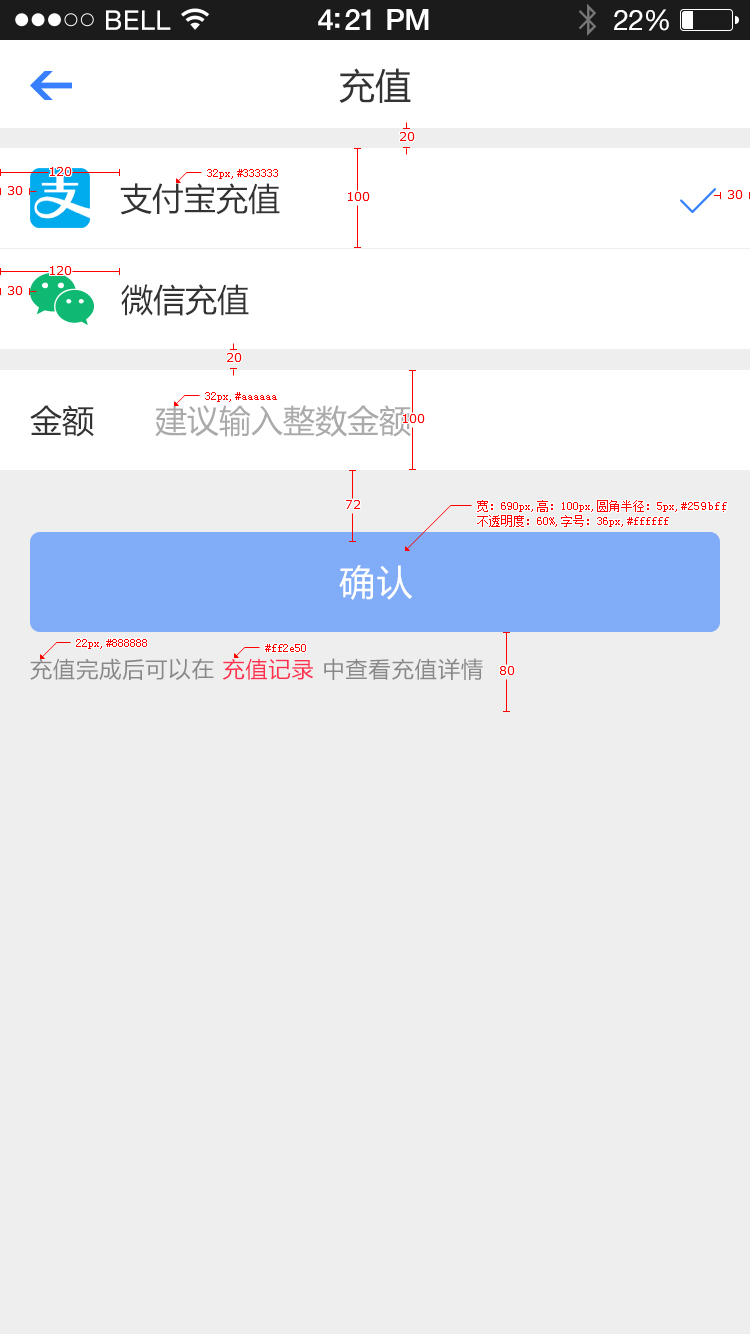 BELL 4:21 PM 22%
充值
20
120
32px,#333333
30
支
支付宝充值
100
30
120
30
微信充值
20
32px,#aaaaaa
金额
建议输入整数金额
100
72
宽：690px,高：100px,圆角半径：5px,#259bff
不透明度：60%,字号：36px,#ffffff
确认
22px,#888888
#ff2e50
充值完成后可以在 充值记录 中查看充值详情
80